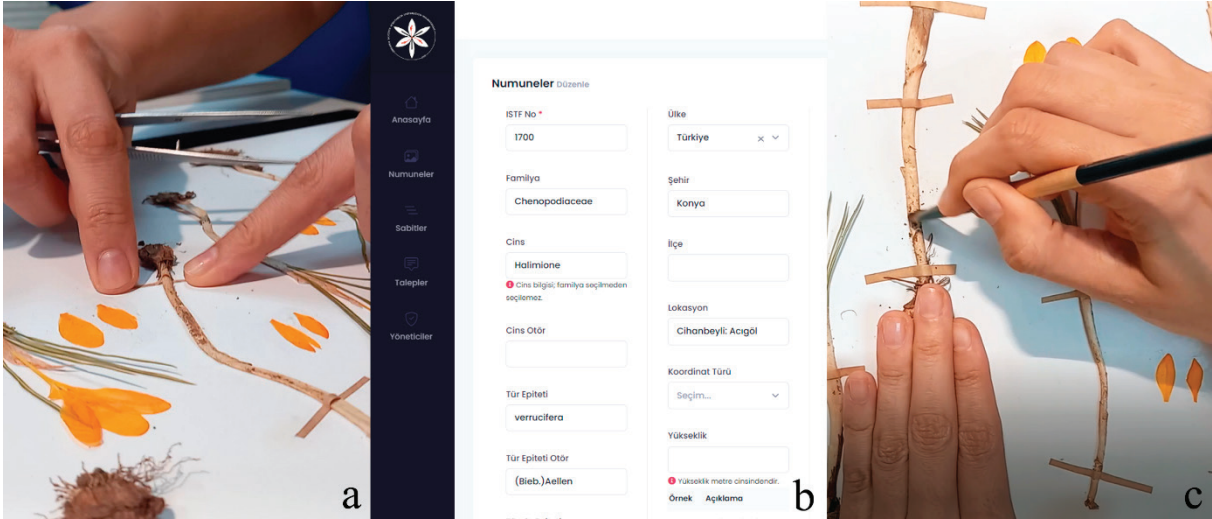 a
Anasayfa
Numuneler
Sabitler
Talepler
Yöneticiler
Numuneler Düzenle
ISTF No *
1700
Familya
Chenopodiaceae
Cins
Halimione
Cins bilgisi; familya seçilmeden
seçilemez.
Cins Otör
Tür Epiteti
verrucifera
Tür Epiteti Otör
(Bieb.)Aellen
Ülke
Türkiye
Şehir
Konya
İlçe
Lokasyon
Cihanbeyli: Acıgöl
Koordinat Türü
Seçim...
Yükseklik
Yükseklik metre cinsindendir.
Örnek Açıklama
b
c